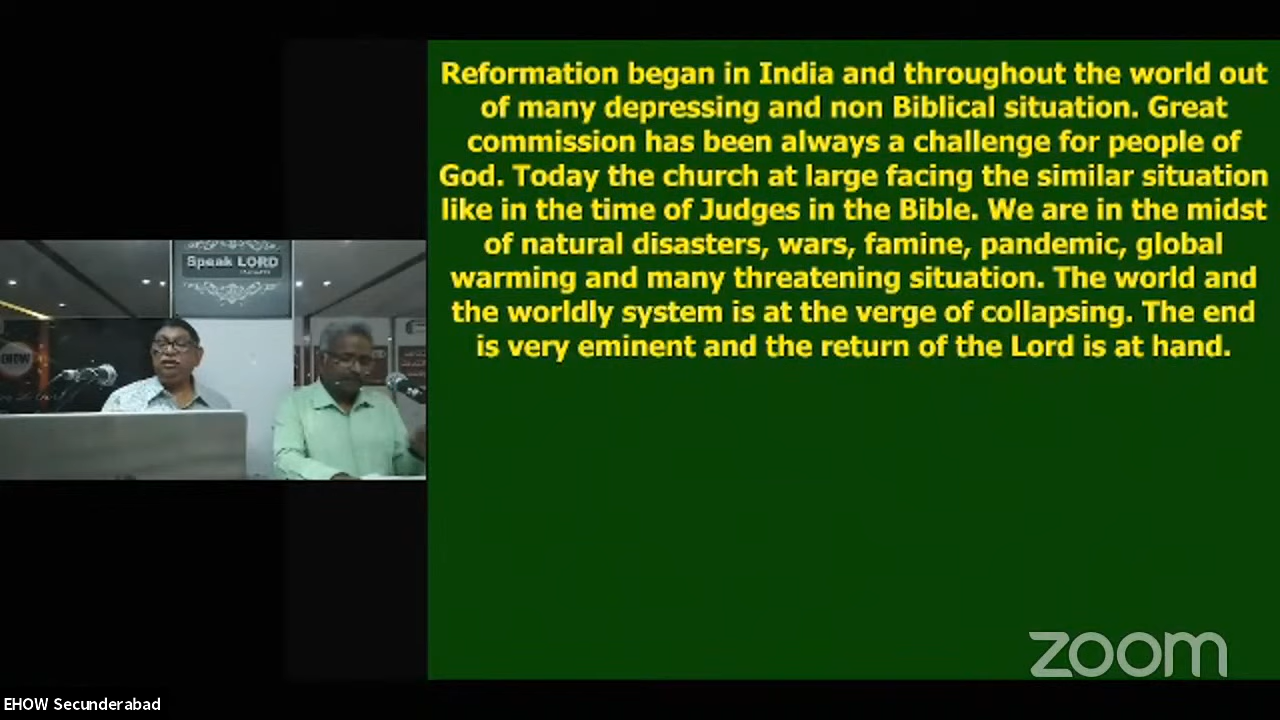 Reformation began in India and throughout the world out
of many depressing and non Biblical situation. Great
commission has been always a challenge for people of
God. Today the church at large facing the similar situation
like in the time of Judges in the Bible. We are in the midst
of natural disasters, wars, famine, pandemic, global
warming and many threatening situation. The world and
the worldly system is at the verge of collapsing. The end
is very eminent and the return of the Lord is at hand.
Speak LORD
EHOW
zoom
EHOW Secunderabad